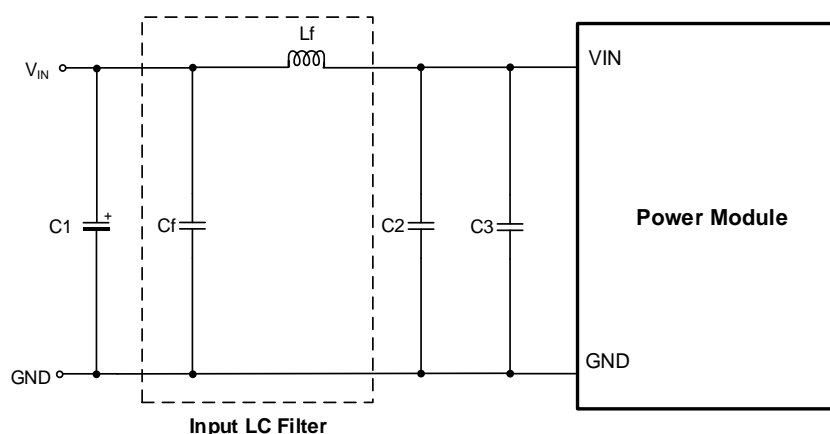 Lf
VIN
VIN
C1
+
Cf
C2
C3
Power Module
GND
GND
Input LC Filter